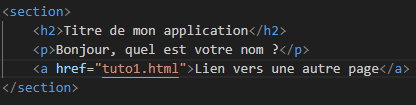 <section>
<h2>Titre de mon application</h2>
<p>Bonjour, quel est votre nom ?</p>
<a href="tuto1.html">Lien vers une autre page</a>
</section>